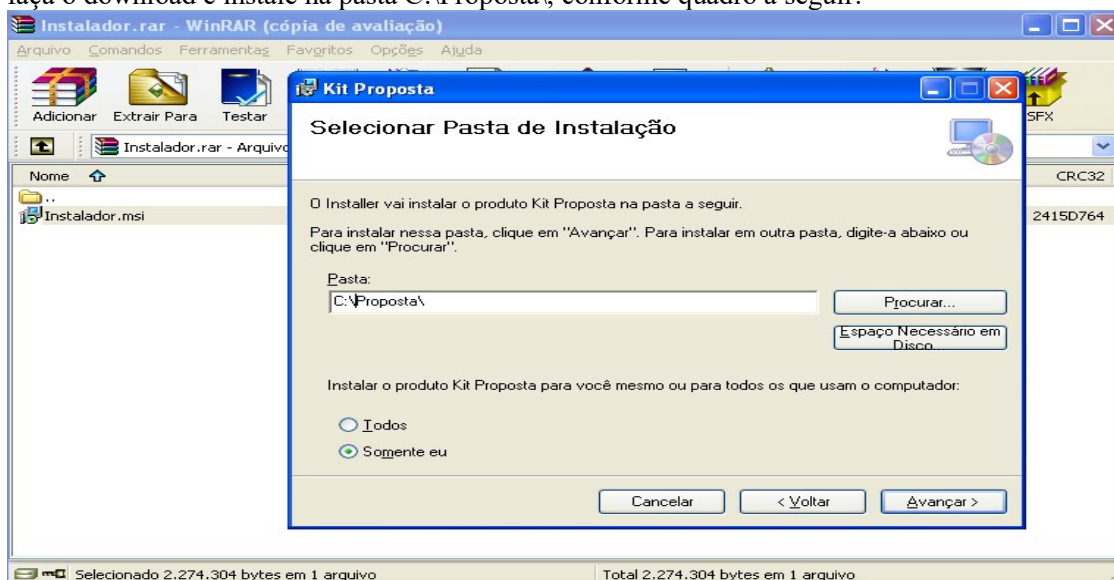 faça o download e instale na pasta C:\Proposta\, conforme quadro a seguir:
Instalador.rar - WinRAR (cópia de avaliação)
Arquivo Comandos Ferramentas Favoritos Opções Ajuda
Adicionar Extrair Para Testar SFX
Instalador.rar - Arquivo
Nome CRC32
..
Instalador.msi 2415D764
Kit Proposta
Selecionar Pasta de Instalação
O Installer vai instalar o produto Kit Proposta na pasta a seguir.
Para instalar nessa pasta, clique em "Avançar". Para instalar em outra pasta, digite-a abaixo ou
clique em "Procurar".
Pasta:
C:\Proposta\
Procurar...
Espaço Necessário em
Disco...
Instalar o produto Kit Proposta para você mesmo ou para todos os que usam o computador:
Todos
Somente eu
Cancelar < Voltar Avançar >
Selecionado 2.274.304 bytes em 1 arquivo Total 2.274.304 bytes em 1 arquivo